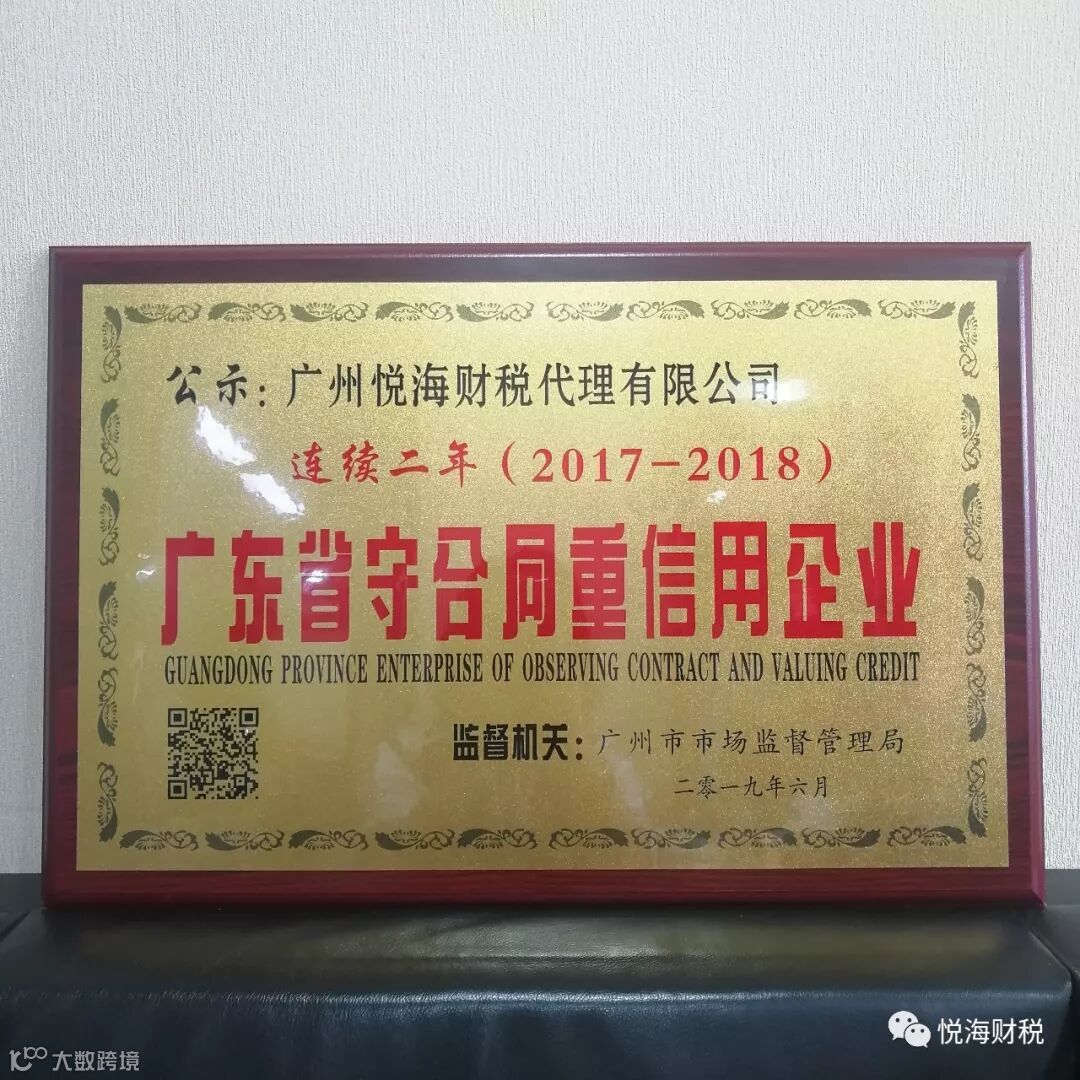 公示：广州悦海财税代理有限公司
连续二年（2017-2018）
广东省守合同重信用企业
GUANGDONG PROVINCE ENTERPRISE OF OBSERVING CONTRACT AND VALUING CREDIT
监督机关：广州市市场监督管理局
二零一九年六月
悦海财税
大数跨境